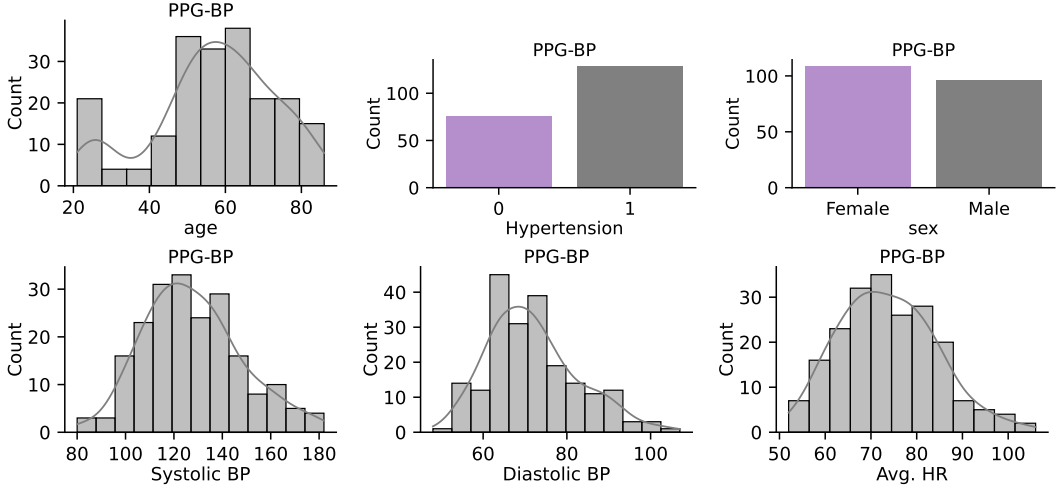 PPG-BP
Count
30
20
10
0
20 40 60 80
age
PPG-BP
Count
100
50
0
0 1
Hypertension
PPG-BP
Count
100
50
0
Female Male
sex
PPG-BP
Count
30
20
10
0
80 100 120 140 160 180
Systolic BP
PPG-BP
Count
40
30
20
10
0
60 80 100
Diastolic BP
PPG-BP
Count
30
20
10
0
50 60 70 80 90 100
Avg. HR